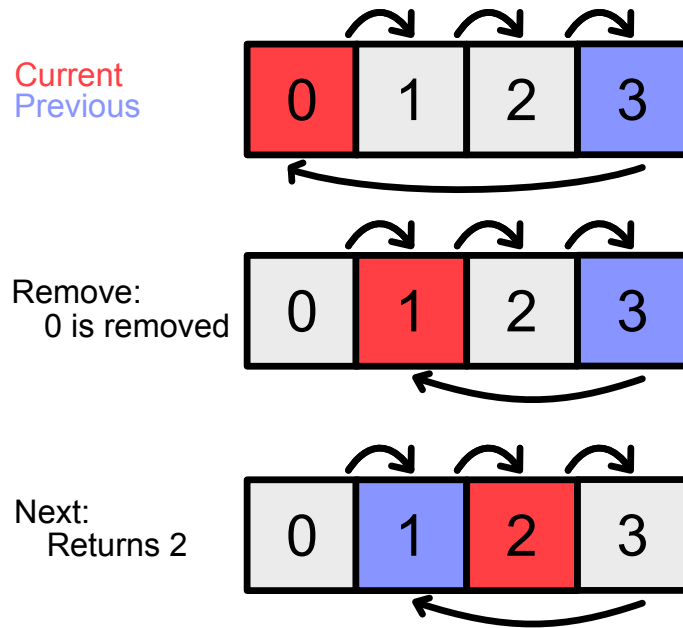 Current
Previous
0 1 2 3
Remove:
0 is removed
0 1 2 3
Next:
Returns 2
0 1 2 3